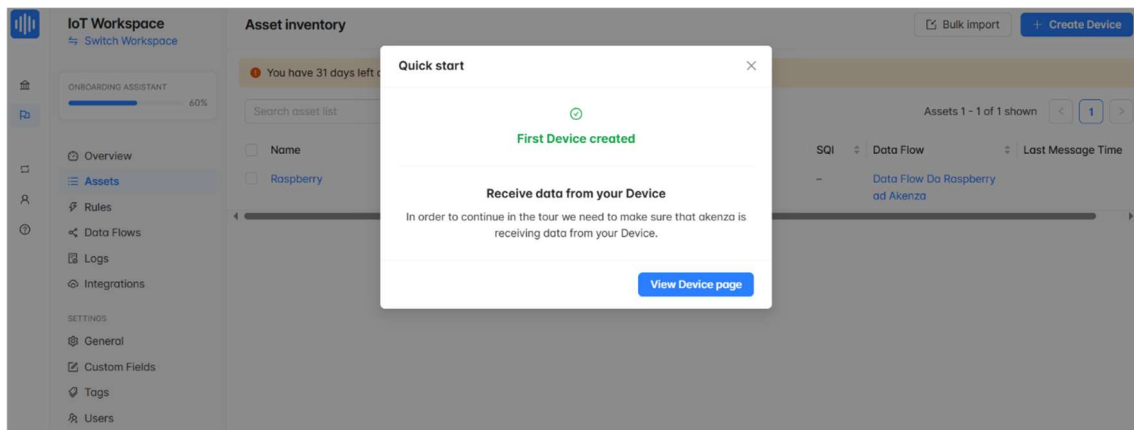 IoT Workspace
Switch Workspace
Asset inventory
Bulk import
+ Create Device
ONBOARDING ASSISTANT
60%
You have 31 days left
Search asset list
Assets 1 - 1 of 1 shown
< 1 >
Name
SQI
Data Flow
Last Message Time
Raspberry
–
Data Flow Da Raspberry
ad Akenza
Overview
Assets
Rules
Data Flows
Logs
Integrations
SETTINGS
General
Custom Fields
Tags
Users
Quick start
First Device created
Receive data from your Device
In order to continue in the tour we need to make sure that akenza is
receiving data from your Device.
View Device page